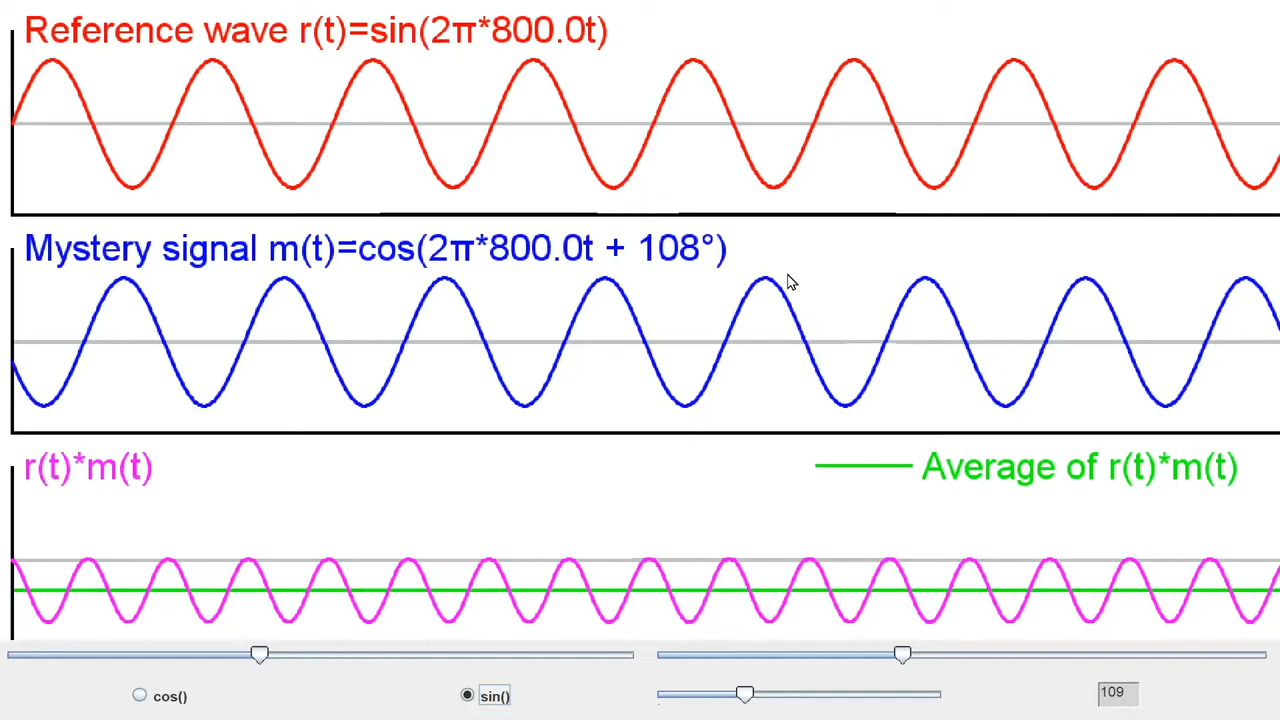 Reference wave r(t)=sin(2π*800.0t)
Mystery signal m(t)=cos(2π*800.0t + 108°)
r(t)*m(t)
Average of r(t)*m(t)
cos()
sin()
109